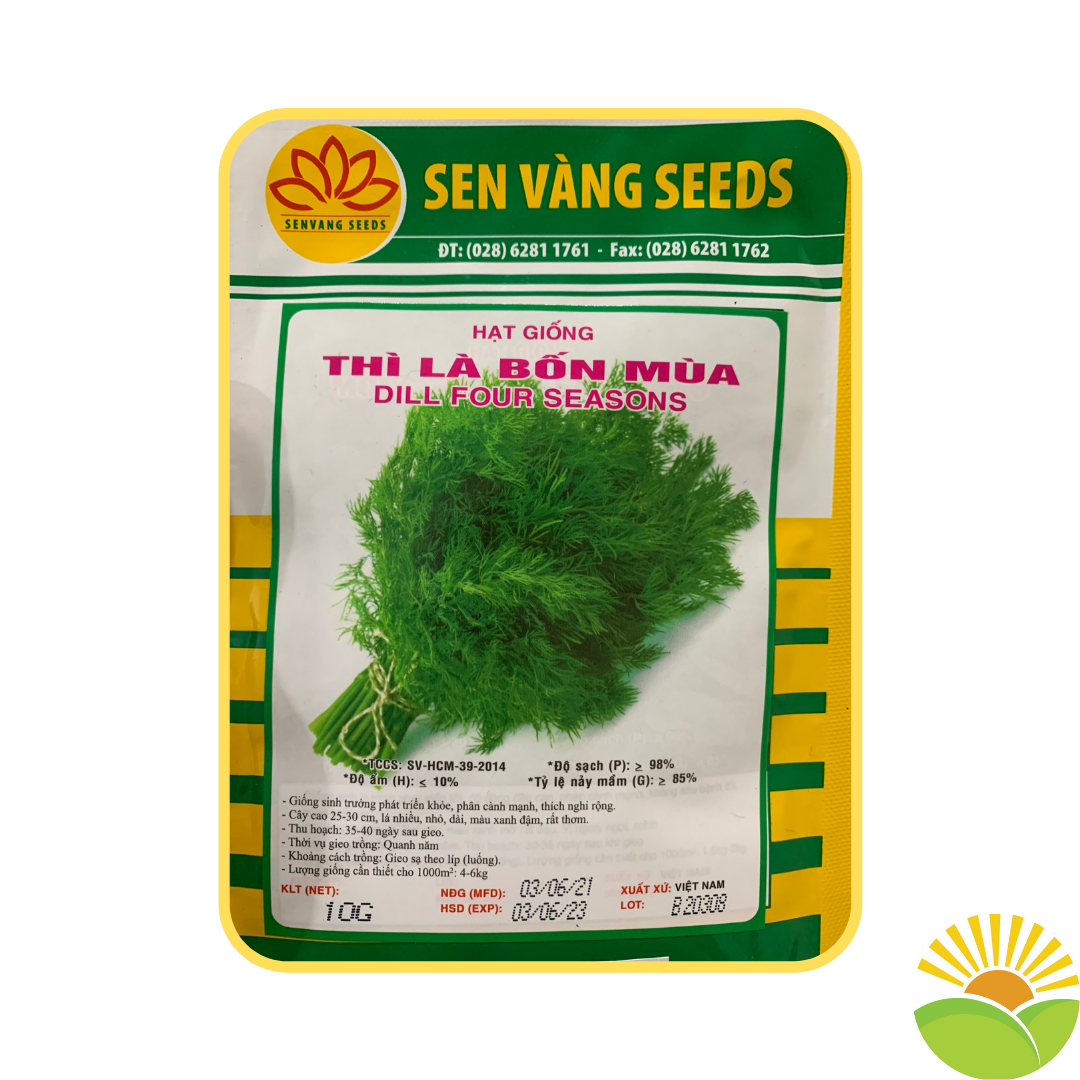 SENVANG SEEDS
SEN VÀNG SEEDS
ĐT: (028) 6281 1761 - Fax: (028) 6281 1762
HẠT GIỐNG
THÌ LÀ BỐN MÙA
DILL FOUR SEASONS
*TCCS: SV-HCM-39-2014 *Độ sạch (P): ≥ 98%
*Độ ẩm (H): ≤ 10% *Tỷ lệ nảy mầm (G): ≥ 85%
- Giống sinh trưởng phát triển khỏe, phân cành mạnh, thích nghi rộng.
- Cây cao 25-30 cm, lá nhiều, nhỏ, dài, màu xanh đậm, rất thơm.
- Thu hoạch: 35-40 ngày sau gieo.
- Thời vụ gieo trồng: Quanh năm
- Khoảng cách trồng: Gieo sạ theo líp (luống).
- Lượng giống cần thiết cho 1000m²: 4-6kg
KLT (NET): NĐG (MFD): 03/06/21 XUẤT XỨ: VIỆT NAM
10G HSD (EXP): 03/06/23 LOT: B20308